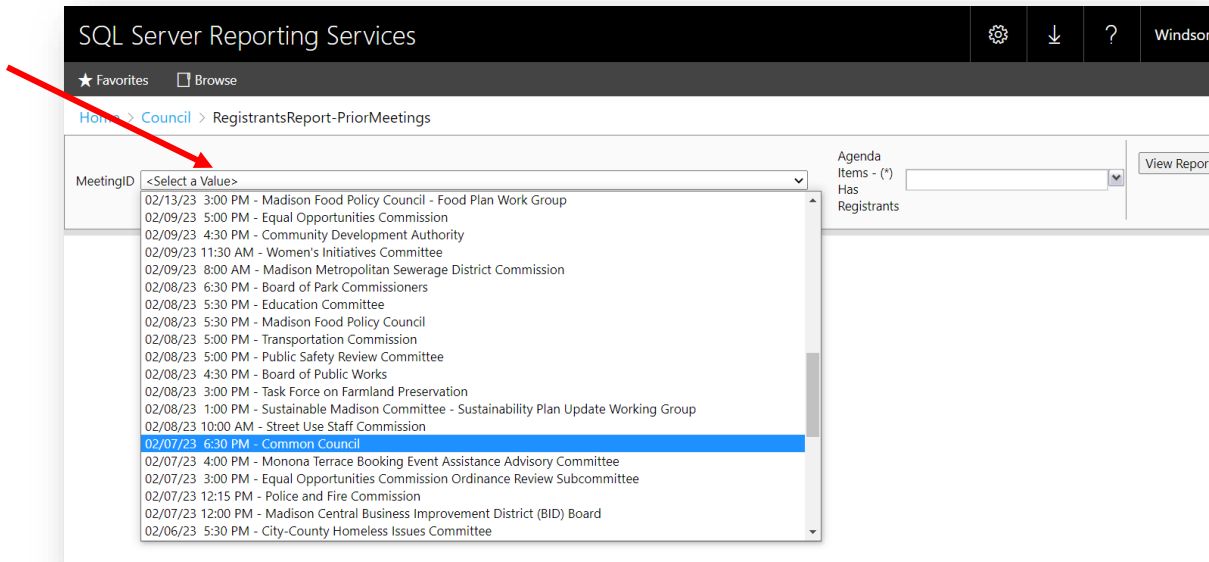 SQL Server Reporting Services
?
Windsor
★ Favorites Browse
Home > Council > RegistrantsReport-PriorMeetings
MeetingID <Select a Value>
Agenda
Items - (*)
Has
Registrants
View Repor
02/13/23 3:00 PM - Madison Food Policy Council - Food Plan Work Group
02/09/23 5:00 PM - Equal Opportunities Commission
02/09/23 4:30 PM - Community Development Authority
02/09/23 11:30 AM - Women's Initiatives Committee
02/09/23 8:00 AM - Madison Metropolitan Sewerage District Commission
02/08/23 6:30 PM - Board of Park Commissioners
02/08/23 5:30 PM - Education Committee
02/08/23 5:30 PM - Madison Food Policy Council
02/08/23 5:00 PM - Transportation Commission
02/08/23 5:00 PM - Public Safety Review Committee
02/08/23 4:30 PM - Board of Public Works
02/08/23 3:00 PM - Task Force on Farmland Preservation
02/08/23 1:00 PM - Sustainable Madison Committee - Sustainability Plan Update Working Group
02/08/23 10:00 AM - Street Use Staff Commission
02/07/23 6:30 PM - Common Council
02/07/23 4:00 PM - Monona Terrace Booking Event Assistance Advisory Committee
02/07/23 3:00 PM - Equal Opportunities Commission Ordinance Review Subcommittee
02/07/23 12:15 PM - Police and Fire Commission
02/07/23 12:00 PM - Madison Central Business Improvement District (BID) Board
02/06/23 5:30 PM - City-County Homeless Issues Committee